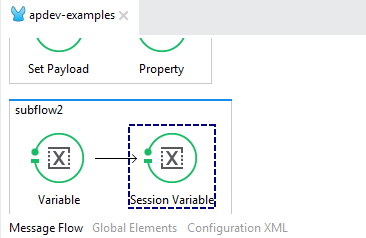 apdev-examples
Set Payload Property
subflow2
Variable Session Variable
Message Flow Global Elements Configuration XML